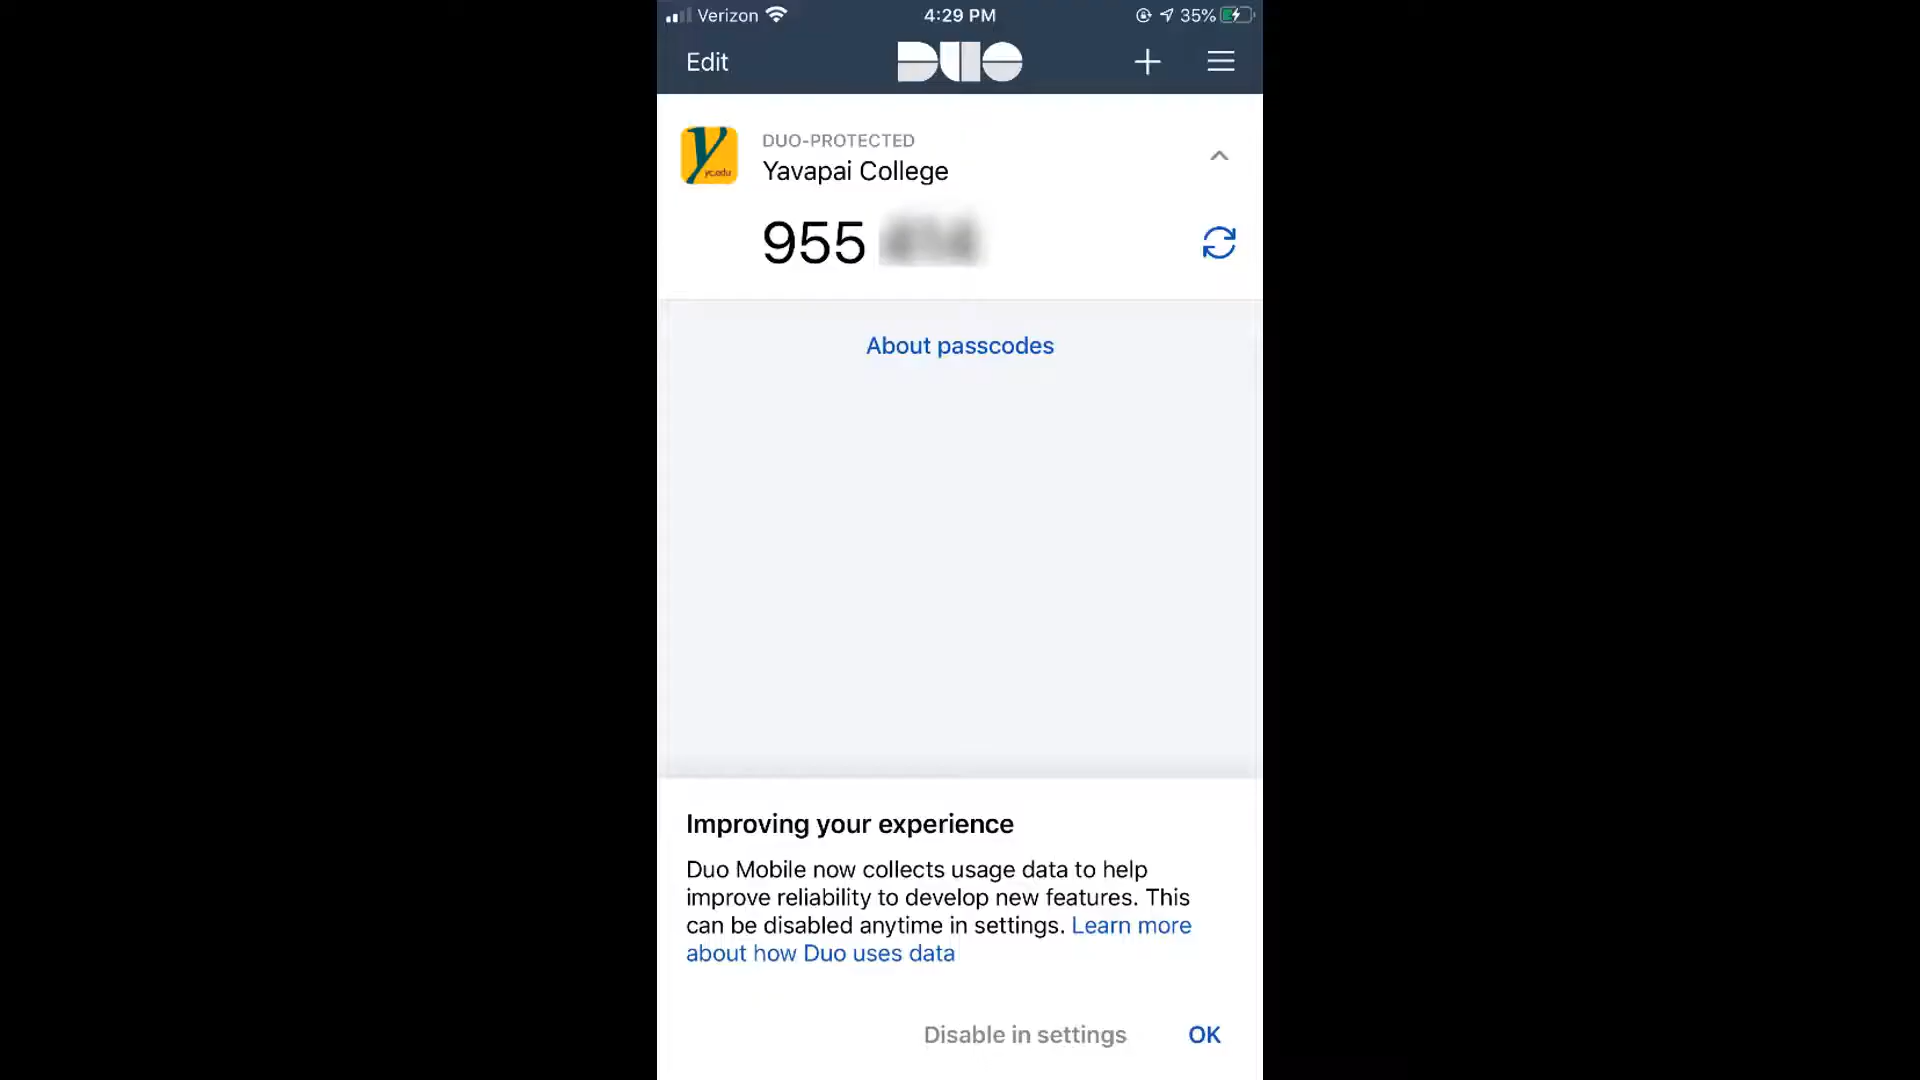 Verizon
4:29 PM
35%
Edit
DUO
y
yc.edu
DUO-PROTECTED
Yavapai College
955
About passcodes
Improving your experience
Duo Mobile now collects usage data to help
improve reliability to develop new features. This
can be disabled anytime in settings. Learn more
about how Duo uses data
Disable in settings
OK